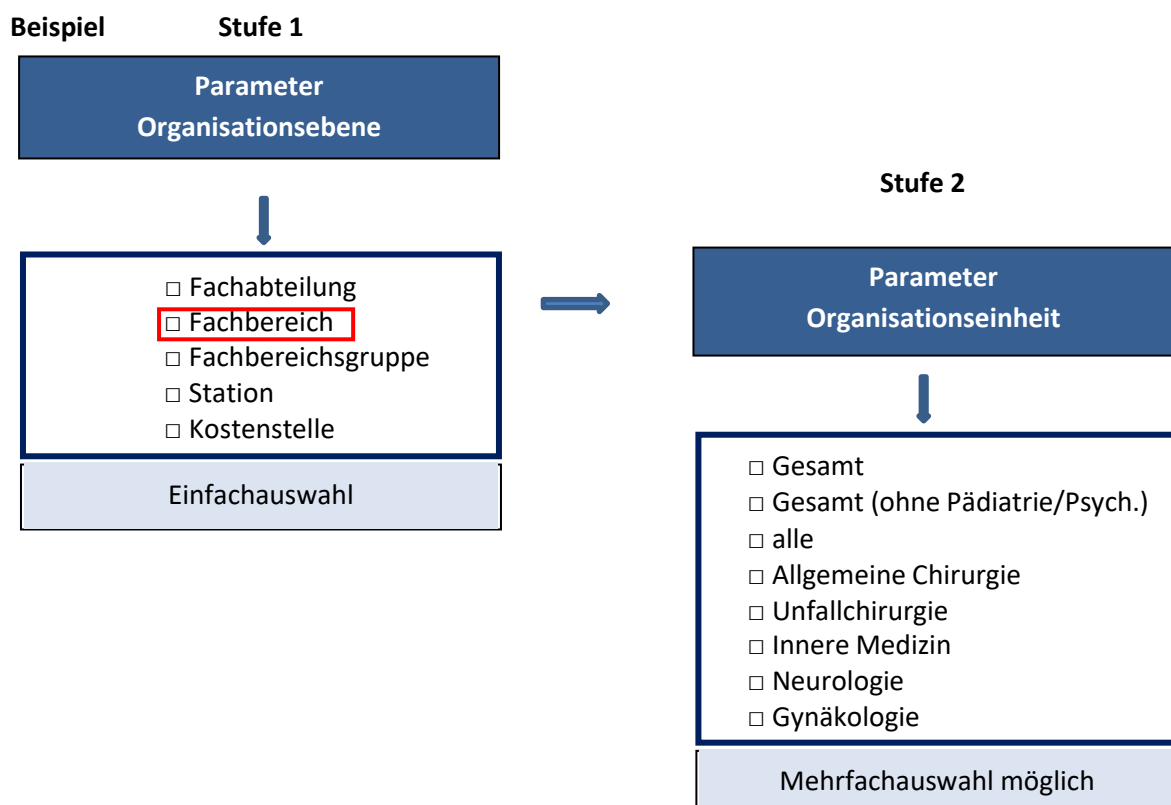 Beispiel Stufe 1
Parameter
Organisationsebene
□ Fachabteilung
□ Fachbereich
□ Fachbereichsgruppe
□ Station
□ Kostenstelle
Einfachauswahl
Stufe 2
Parameter
Organisationseinheit
□ Gesamt
□ Gesamt (ohne Pädiatrie/Psych.)
□ alle
□ Allgemeine Chirurgie
□ Unfallchirurgie
□ Innere Medizin
□ Neurologie
□ Gynäkologie
Mehrfachauswahl möglich